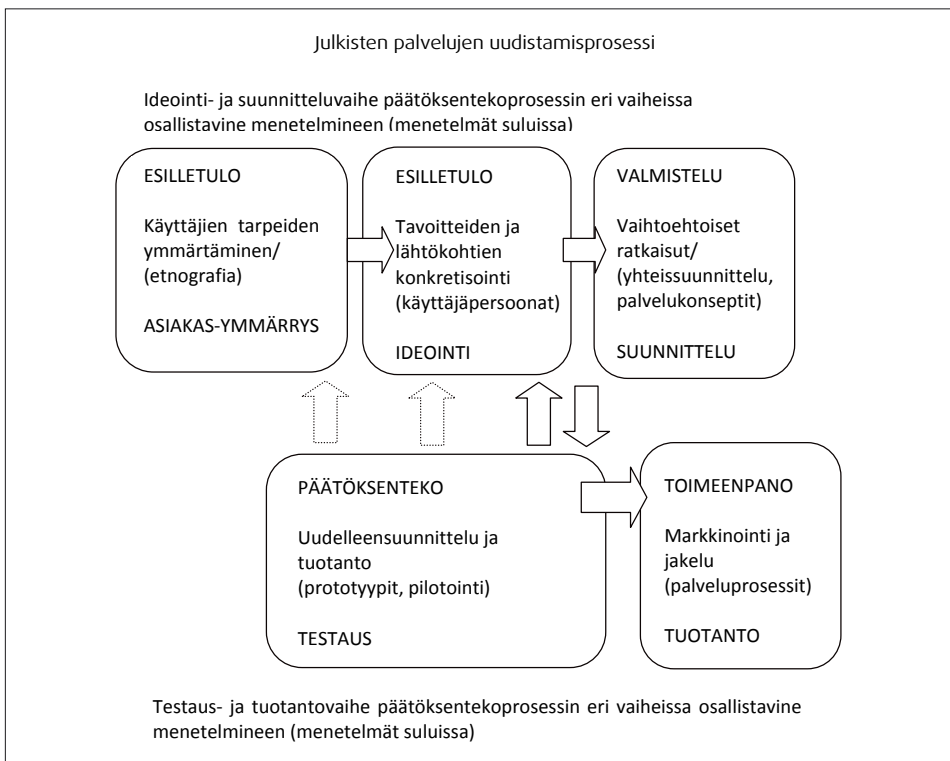 Julkisten palvelujen uudistamisprosessi
Ideointi- ja suunnitteluvaihe päätöksentekoprosessin eri vaiheissa
osallistavine menetelmineen (menetelmät suluissa)
ESILLETULO
Käyttäjien tarpeiden
ymmärtäminen/
(etnografia)
ASIAKAS-YMMÄRRYS
ESILLETULO
Tavoitteiden ja
lähtökohtien
konkretisointi
(käyttäjäpersoonat)
IDEOINTI
VALMISTELU
Vaihtoehtoiset
ratkaisut/
(yhteissuunnittelu,
palvelukonseptit)
SUUNNITTELU
PÄÄTÖKSENTEKO
Uudelleensuunnittelu ja
tuotanto
(prototyypit, pilotointi)
TESTAUS
TOIMEENPANO
Markkinointi ja
jakelu
(palveluprosessit)
TUOTANTO
Testaus- ja tuotantovaihe päätöksentekoprosessin eri vaiheissa osallistavine
menetelmineen (menetelmät suluissa)